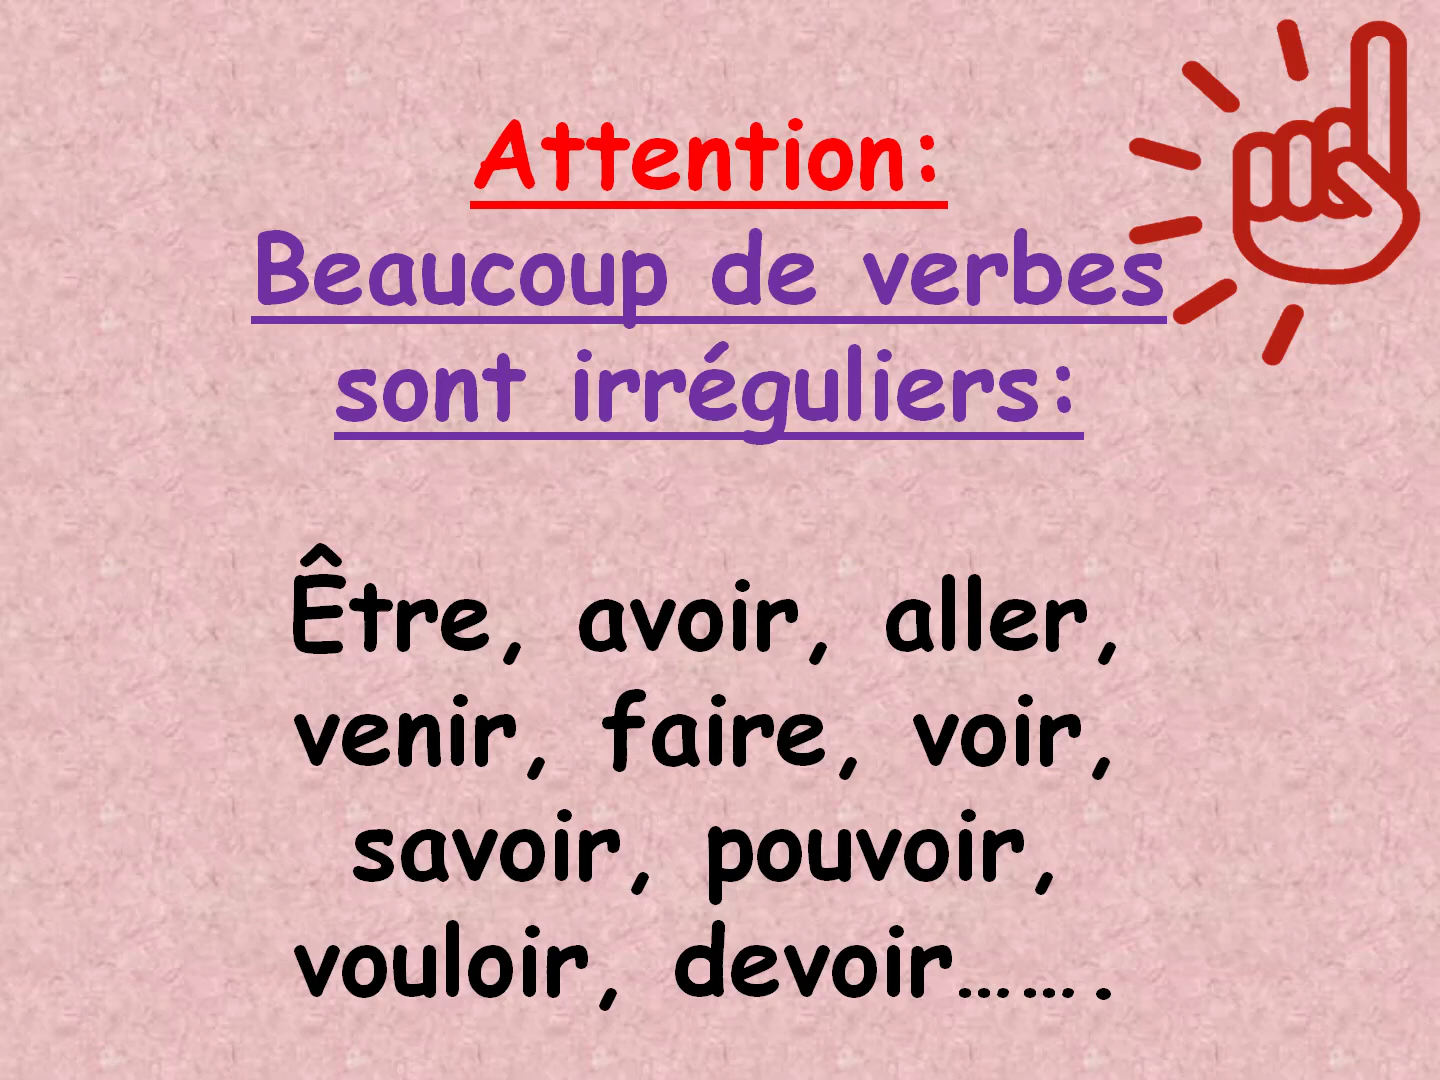 Attention:
Beaucoup de verbes
sont irréguliers:
Être, avoir, aller,
venir, faire, voir,
savoir, pouvoir,
vouloir, devoir…….